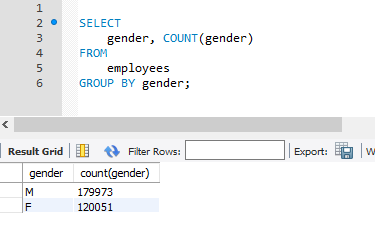 1
2 SELECT
3 gender, COUNT(gender)
4 FROM
5 employees
6 GROUP BY gender;
Result Grid Filter Rows: Export: W
gender count(gender)
M 179973
F 120051